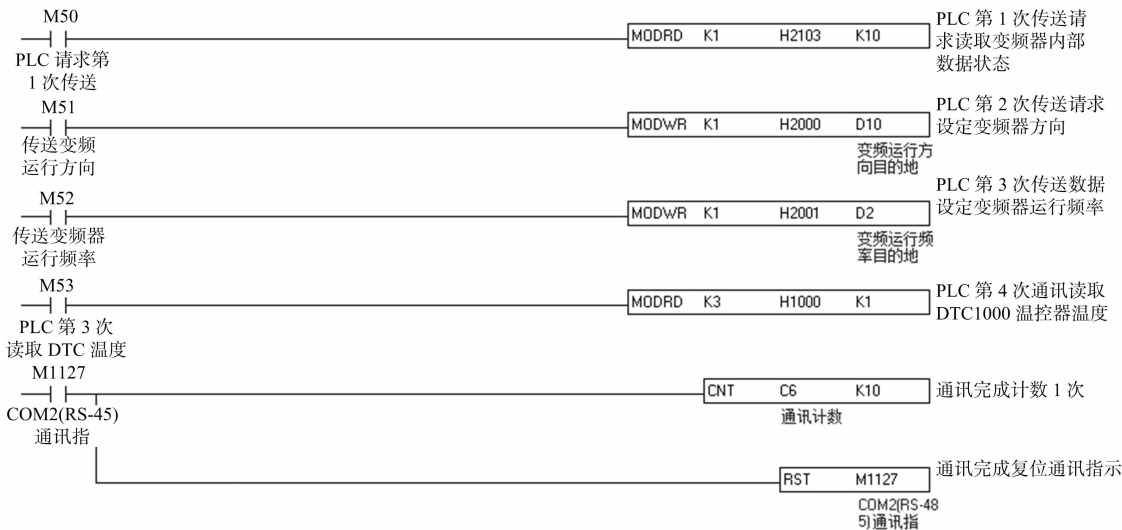 M50
PLC 请求第
1 次传送
MODRD K1 H2103 K10
PLC 第 1 次传送请
求读取变频器内部
数据状态
M51
传送变频
运行方向
MODWR K1 H2000 D10
变频运行方
向目的地
PLC 第 2 次传送请求
设定变频器方向
M52
传送变频器
运行频率
MODWR K1 H2001 D2
变频运行频
率目的地
PLC 第 3 次传送数据
设定变频器运行频率
M53
PLC 第 3 次
读取 DTC 温度
MODRD K3 H1000 K1
PLC 第 4 次通讯读取
DTC1000 温控器温度
M1127
COM2(RS-45)
通讯指
CNT C6 K10
通讯计数
通讯完成计数 1 次
RST M1127
COM2(RS-48
5)通讯指
通讯完成复位通讯指示